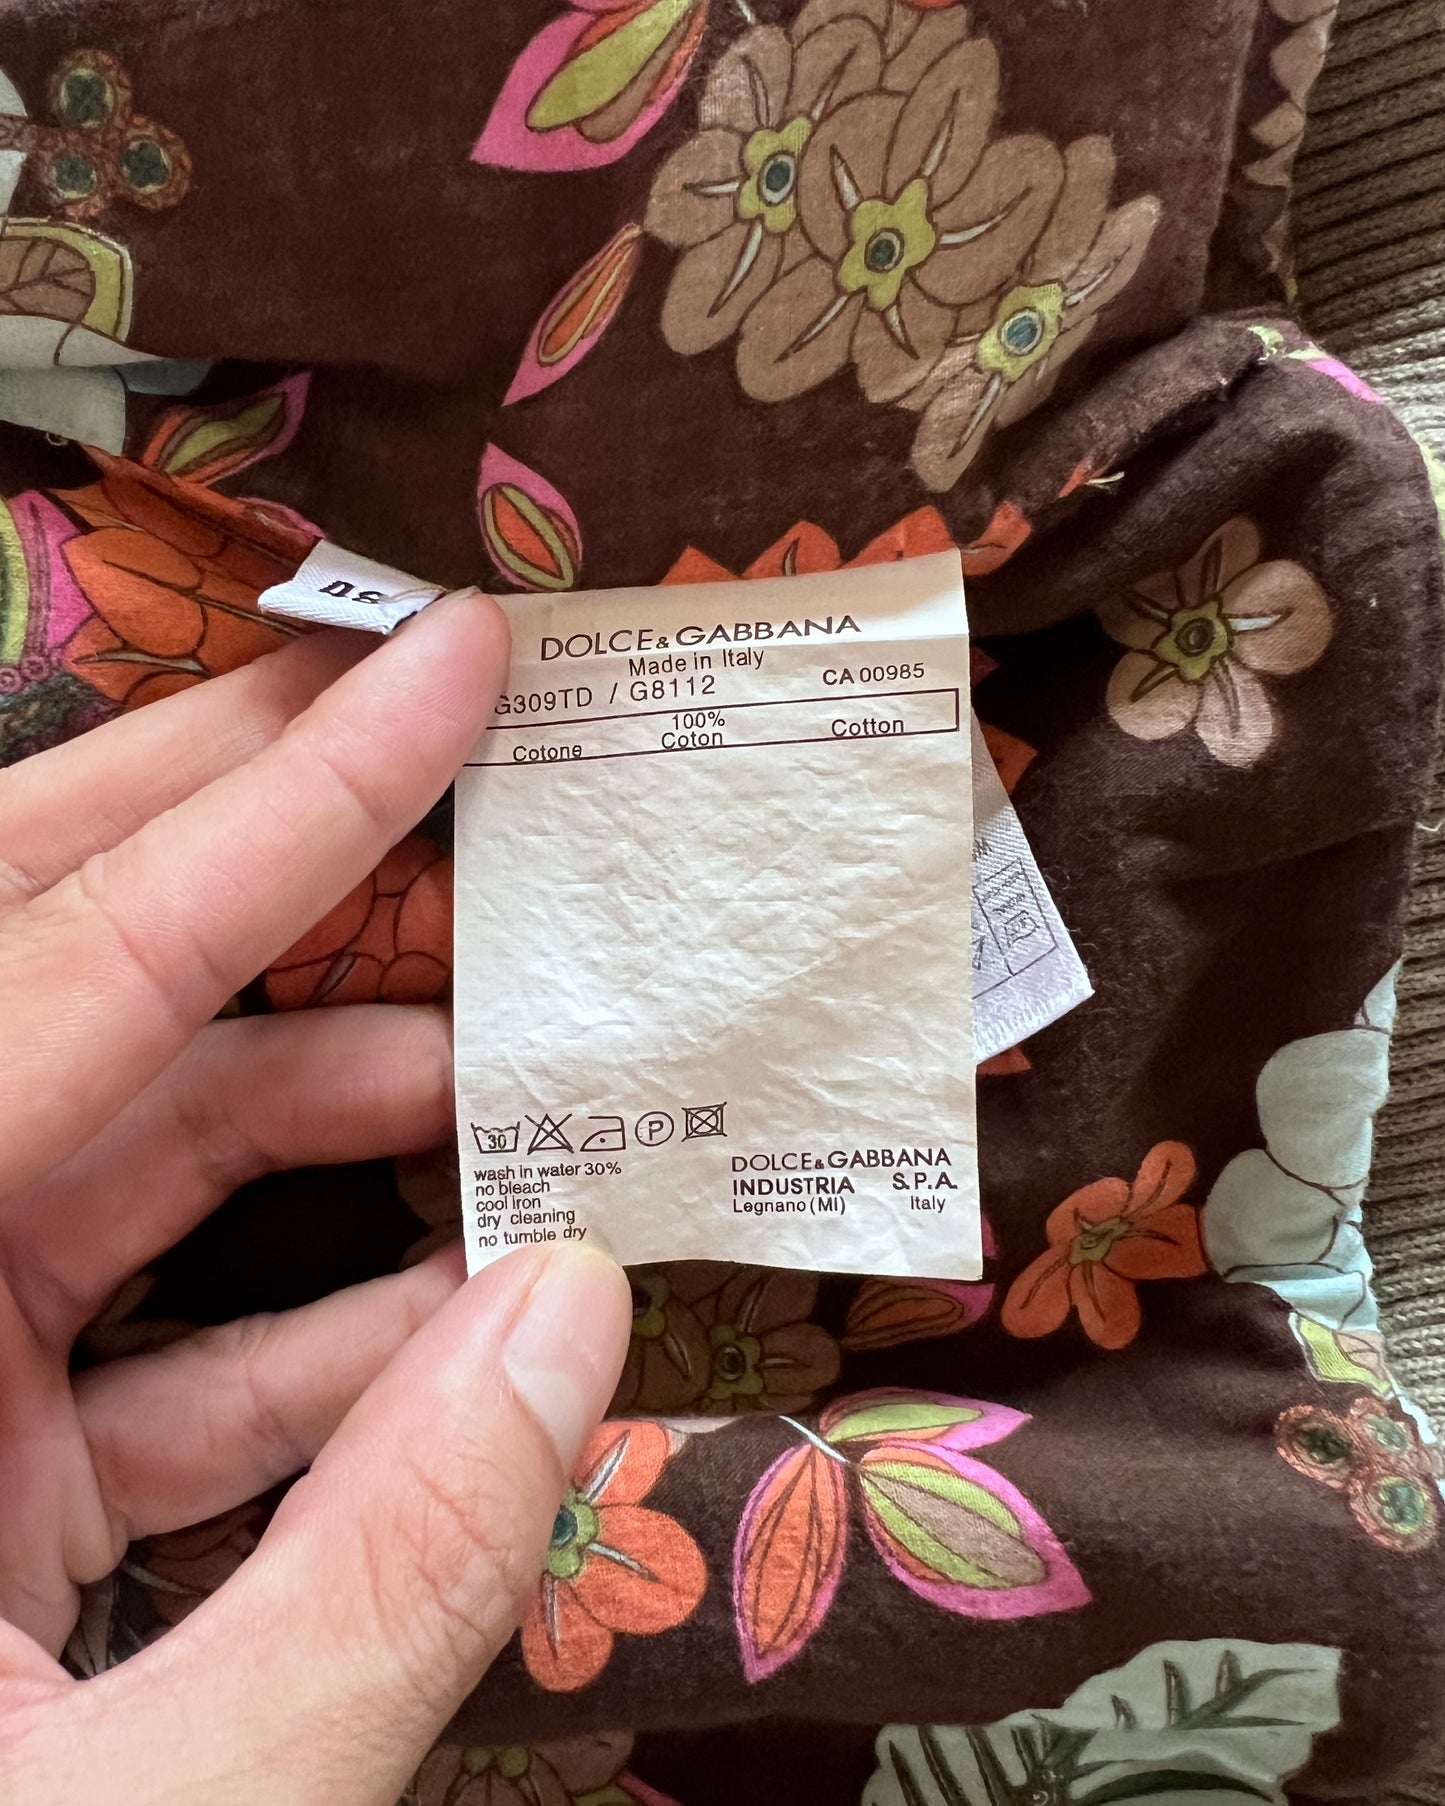 DOLCE&GABBANA
Made in Italy
G309TD / G8112
CA 00985
100%
Cotone Coton Cotton
30
P
wash in water 30%
no bleach
cool iron
dry cleaning
no tumble dry
DOLCE&GABBANA
INDUSTRIA S.P.A.
Legnano (MI) Italy